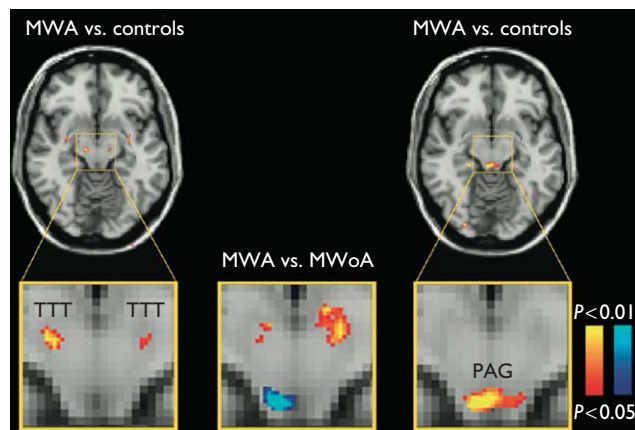 MWA vs. controls
MWA vs. controls
MWA vs. MWoA
TTT
TTT
PAG
P<0.01
P<0.05